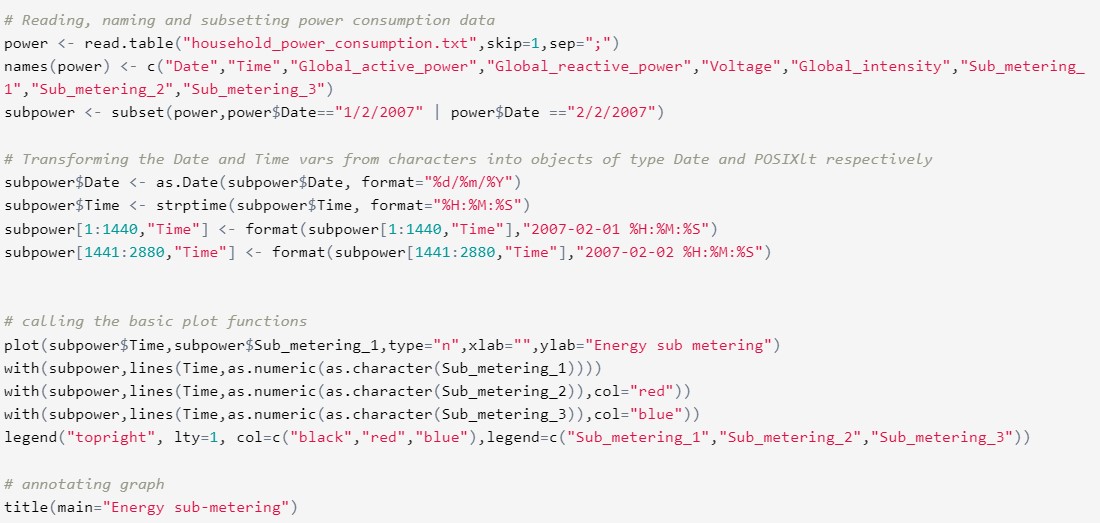 # Reading, naming and subsetting power consumption data
power <- read.table("household_power_consumption.txt",skip=1,sep=";")
names(power) <- c("Date","Time","Global_active_power","Global_reactive_power","Voltage","Global_intensity","Sub_metering_
1","Sub_metering_2","Sub_metering_3")
subpower <- subset(power,power$Date=="1/2/2007" | power$Date =="2/2/2007")
# Transforming the Date and Time vars from characters into objects of type Date and POSIXlt respectively
subpower$Date <- as.Date(subpower$Date, format="%d/%m/%Y")
subpower$Time <- strptime(subpower$Time, format="%H:%M:%S")
subpower[1:1440,"Time"] <- format(subpower[1:1440,"Time"],"2007-02-01 %H:%M:%S")
subpower[1441:2880,"Time"] <- format(subpower[1441:2880,"Time"],"2007-02-02 %H:%M:%S")
# calling the basic plot functions
plot(subpower$Time,subpower$Sub_metering_1,type="n",xlab="",ylab="Energy sub metering")
with(subpower,lines(Time,as.numeric(as.character(Sub_metering_1))))
with(subpower,lines(Time,as.numeric(as.character(Sub_metering_2)),col="red"))
with(subpower,lines(Time,as.numeric(as.character(Sub_metering_3)),col="blue"))
legend("topright", lty=1, col=c("black","red","blue"),legend=c("Sub_metering_1","Sub_metering_2","Sub_metering_3"))
# annotating graph
title(main="Energy sub-metering")